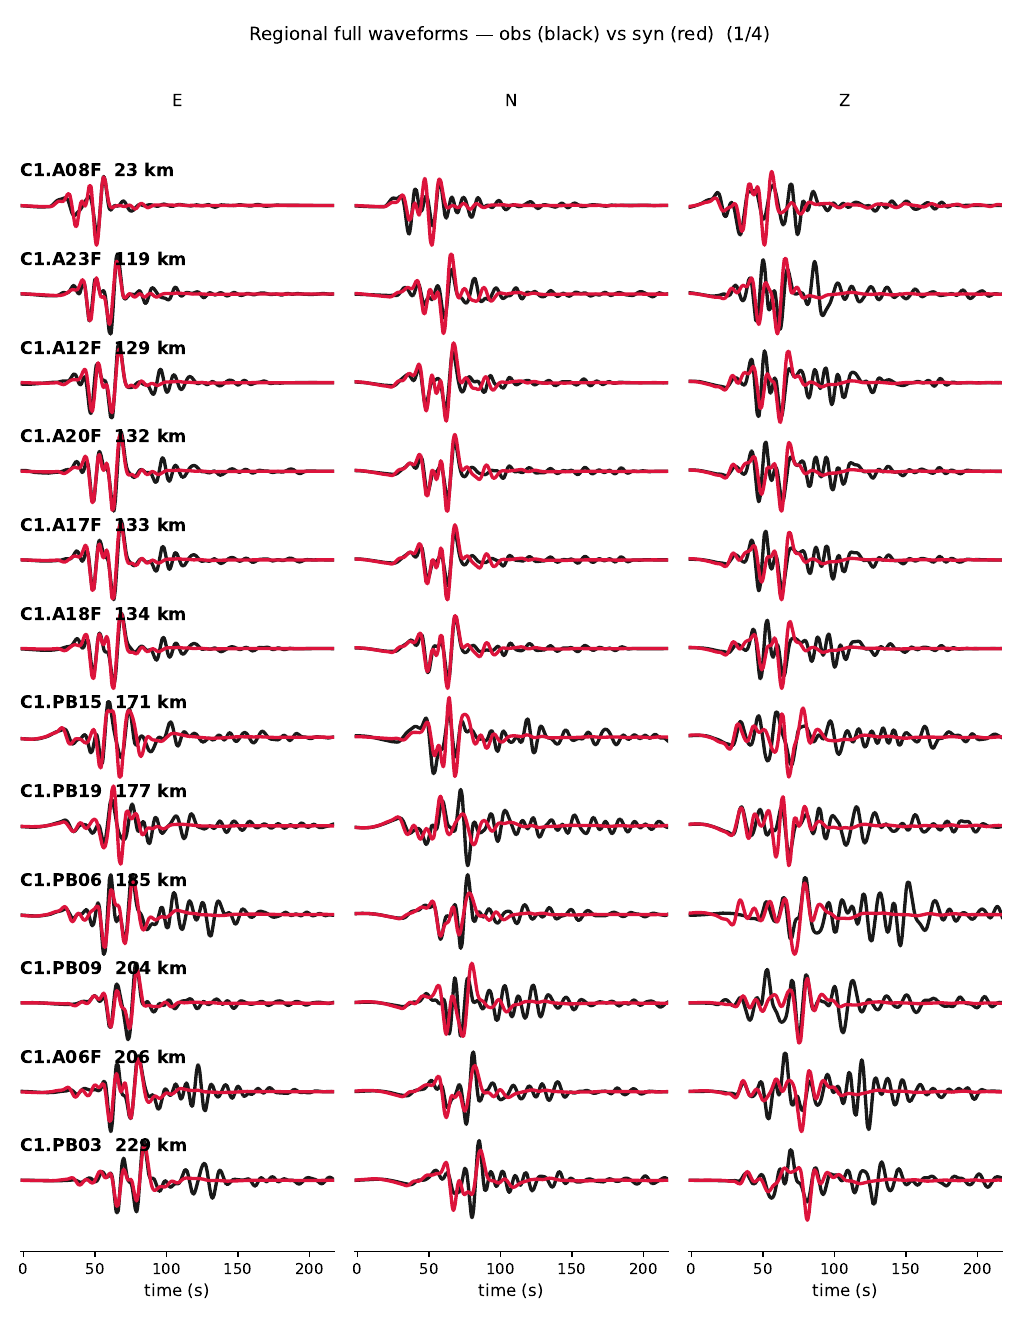 Regional full waveforms — obs (black) vs syn (red)  (1/4)
E N Z
C1.A08F  23 km
C1.A23F  119 km
C1.A12F  129 km
C1.A20F  132 km
C1.A17F  133 km
C1.A18F  134 km
C1.PB15  171 km
C1.PB19  177 km
C1.PB06  185 km
C1.PB09  204 km
C1.A06F  206 km
C1.PB03  229 km
0 50 100 150 200 0 50 100 150 200 0 50 100 150 200
time (s) time (s) time (s)